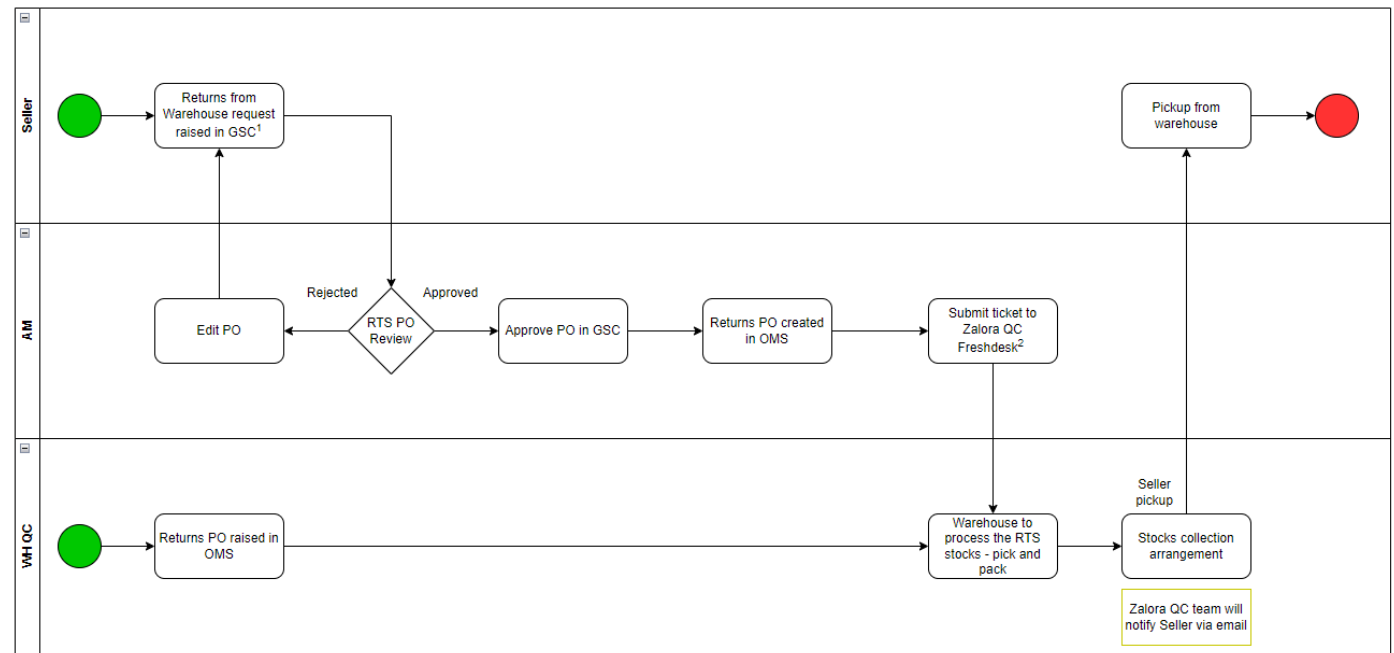 Seller
Returns from
Warehouse request
raised in GSC¹
Pickup from
warehouse
AM
Edit PO
Rejected
RTS PO
Review
Approved
Approve PO in GSC
Returns PO created
in OMS
Submit ticket to
Zalora QC
Freshdesk²
WH QC
Returns PO raised in
OMS
Warehouse to
process the RTS
stocks - pick and
pack
Seller
pickup
Stocks collection
arrangement
Zalora QC team will
notify Seller via email